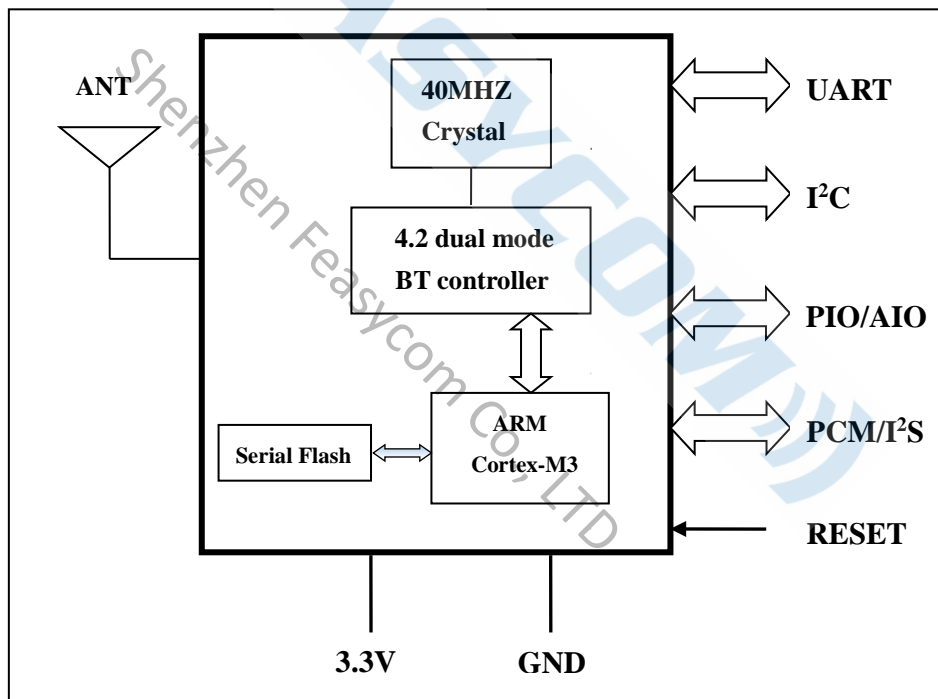 ANT
40MHZ
Crystal
4.2 dual mode
BT controller
ARM
Cortex-M3
Serial Flash
UART
I²C
PIO/AIO
PCM/I²S
RESET
3.3V
GND
Shenzhen Feasycom Co., LTD
ASYCOM